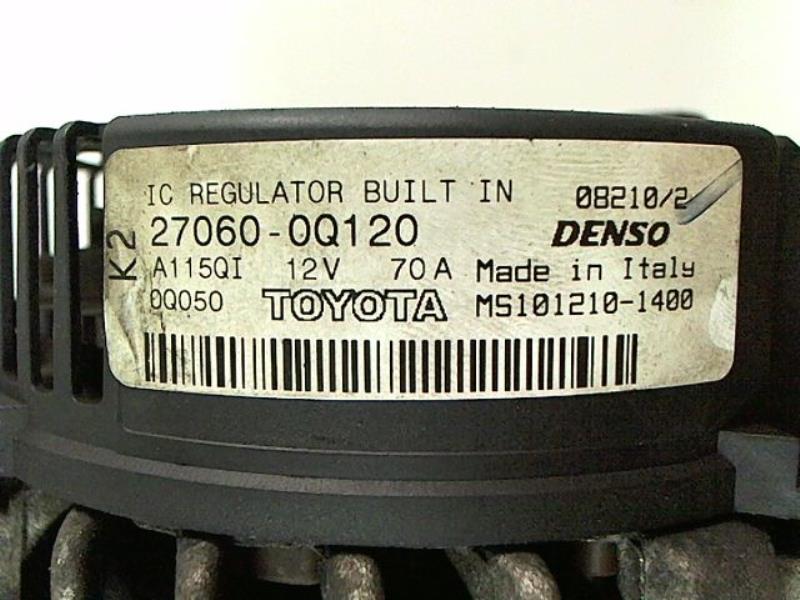 IC REGULATOR BUILT IN 08210/2
K2
27060-0Q120 DENSO
A115QI 12V 70A Made in Italy
0Q050 TOYOTA MS101210-1400